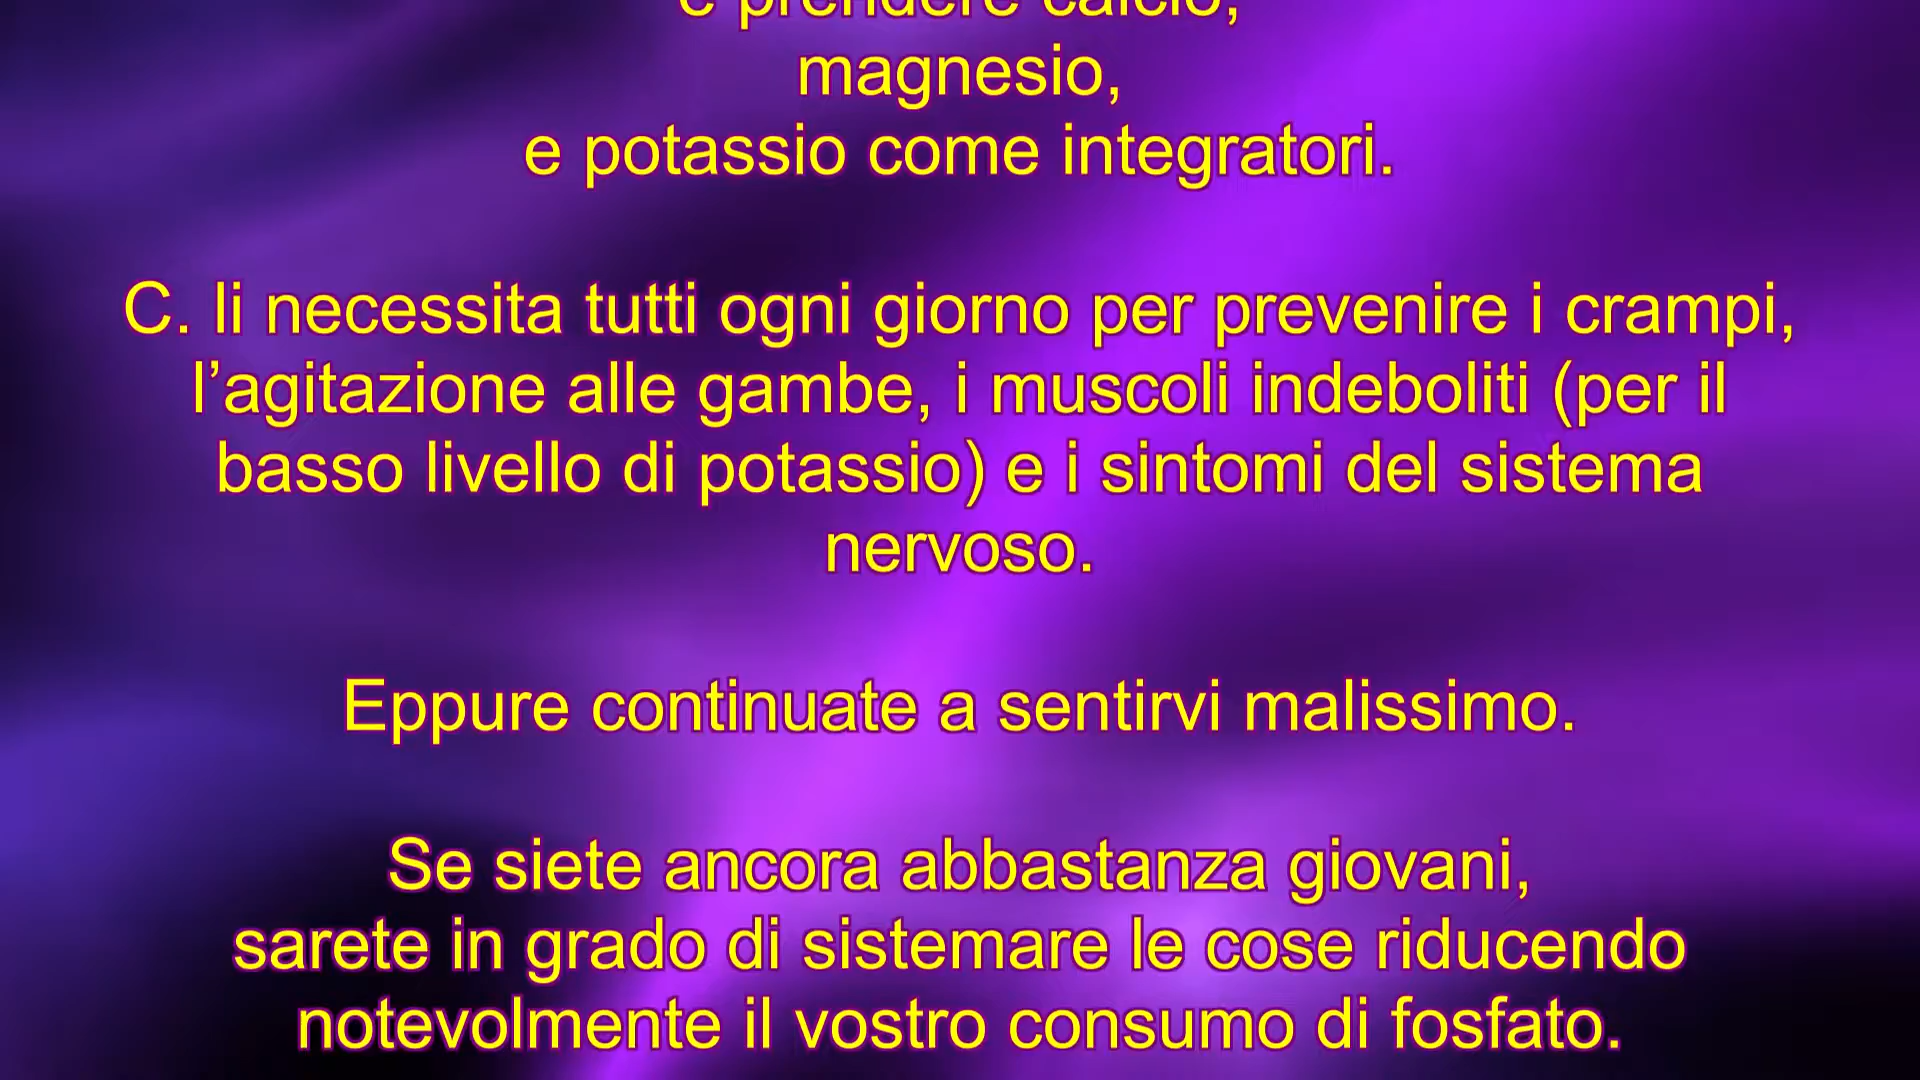 e prendere calcio,
magnesio,
e potassio come integratori.
C. li necessita tutti ogni giorno per prevenire i crampi,
l’agitazione alle gambe, i muscoli indeboliti (per il
basso livello di potassio) e i sintomi del sistema
nervoso.
Eppure continuate a sentirvi malissimo.
Se siete ancora abbastanza giovani,
sarete in grado di sistemare le cose riducendo
notevolmente il vostro consumo di fosfato.